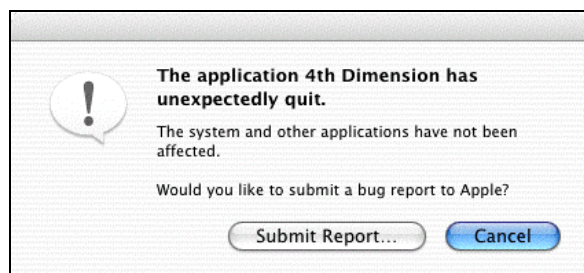 The application 4th Dimension has
unexpectedly quit.
The system and other applications have not been
affected.
Would you like to submit a bug report to Apple?
Submit Report... Cancel